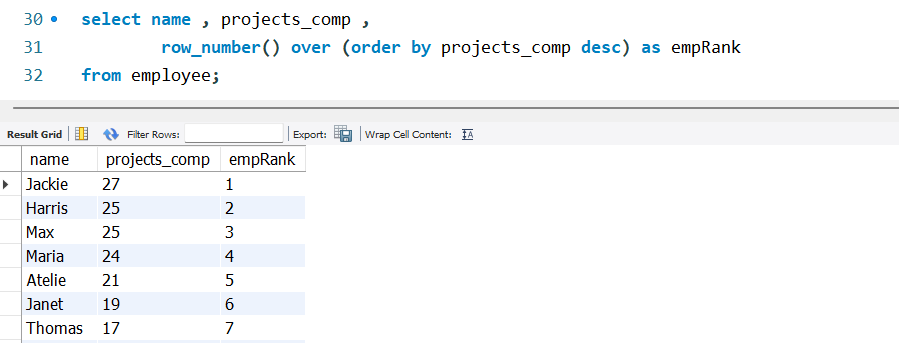 30 select name , projects_comp ,
31 row_number() over (order by projects_comp desc) as empRank
32 from employee;
Result Grid Filter Rows: Export: Wrap Cell Content:
name projects_comp empRank
Jackie 27 1
Harris 25 2
Max 25 3
Maria 24 4
Atelie 21 5
Janet 19 6
Thomas 17 7